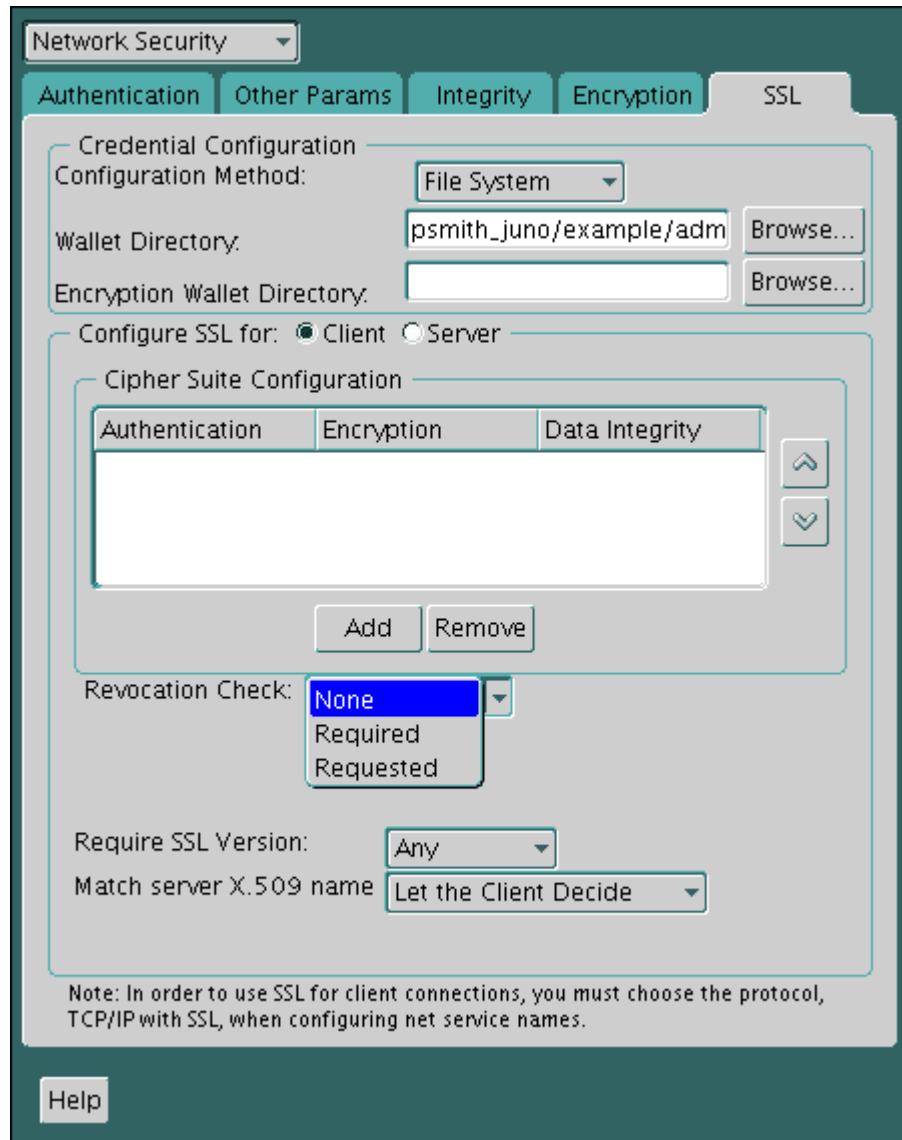 Network Security
Authentication Other Params Integrity Encryption SSL
Credential Configuration
Configuration Method: File System
Wallet Directory: psmith_juno/example/adm Browse...
Encryption Wallet Directory: Browse...
Configure SSL for: Client Server
Cipher Suite Configuration
Authentication Encryption Data Integrity
Add Remove
Revocation Check: None
Required
Requested
Require SSL Version: Any
Match server X.509 name Let the Client Decide
Note: In order to use SSL for client connections, you must choose the protocol,
TCP/IP with SSL, when configuring net service names.
Help